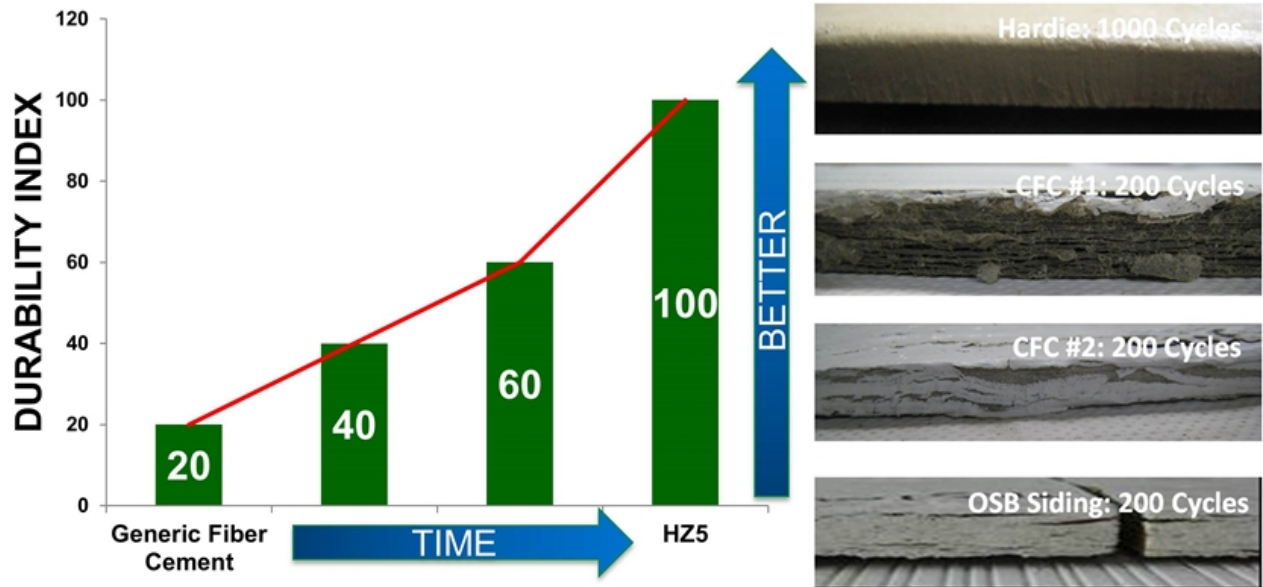 DURABILITY INDEX
120
100
80
60
40
20
0
20
40
60
100
Generic Fiber
Cement
TIME
HZ5
BETTER
Hardie: 1000 Cycles
CFC #1: 200 Cycles
CFC #2: 200 Cycles
OSB Siding: 200 Cycles